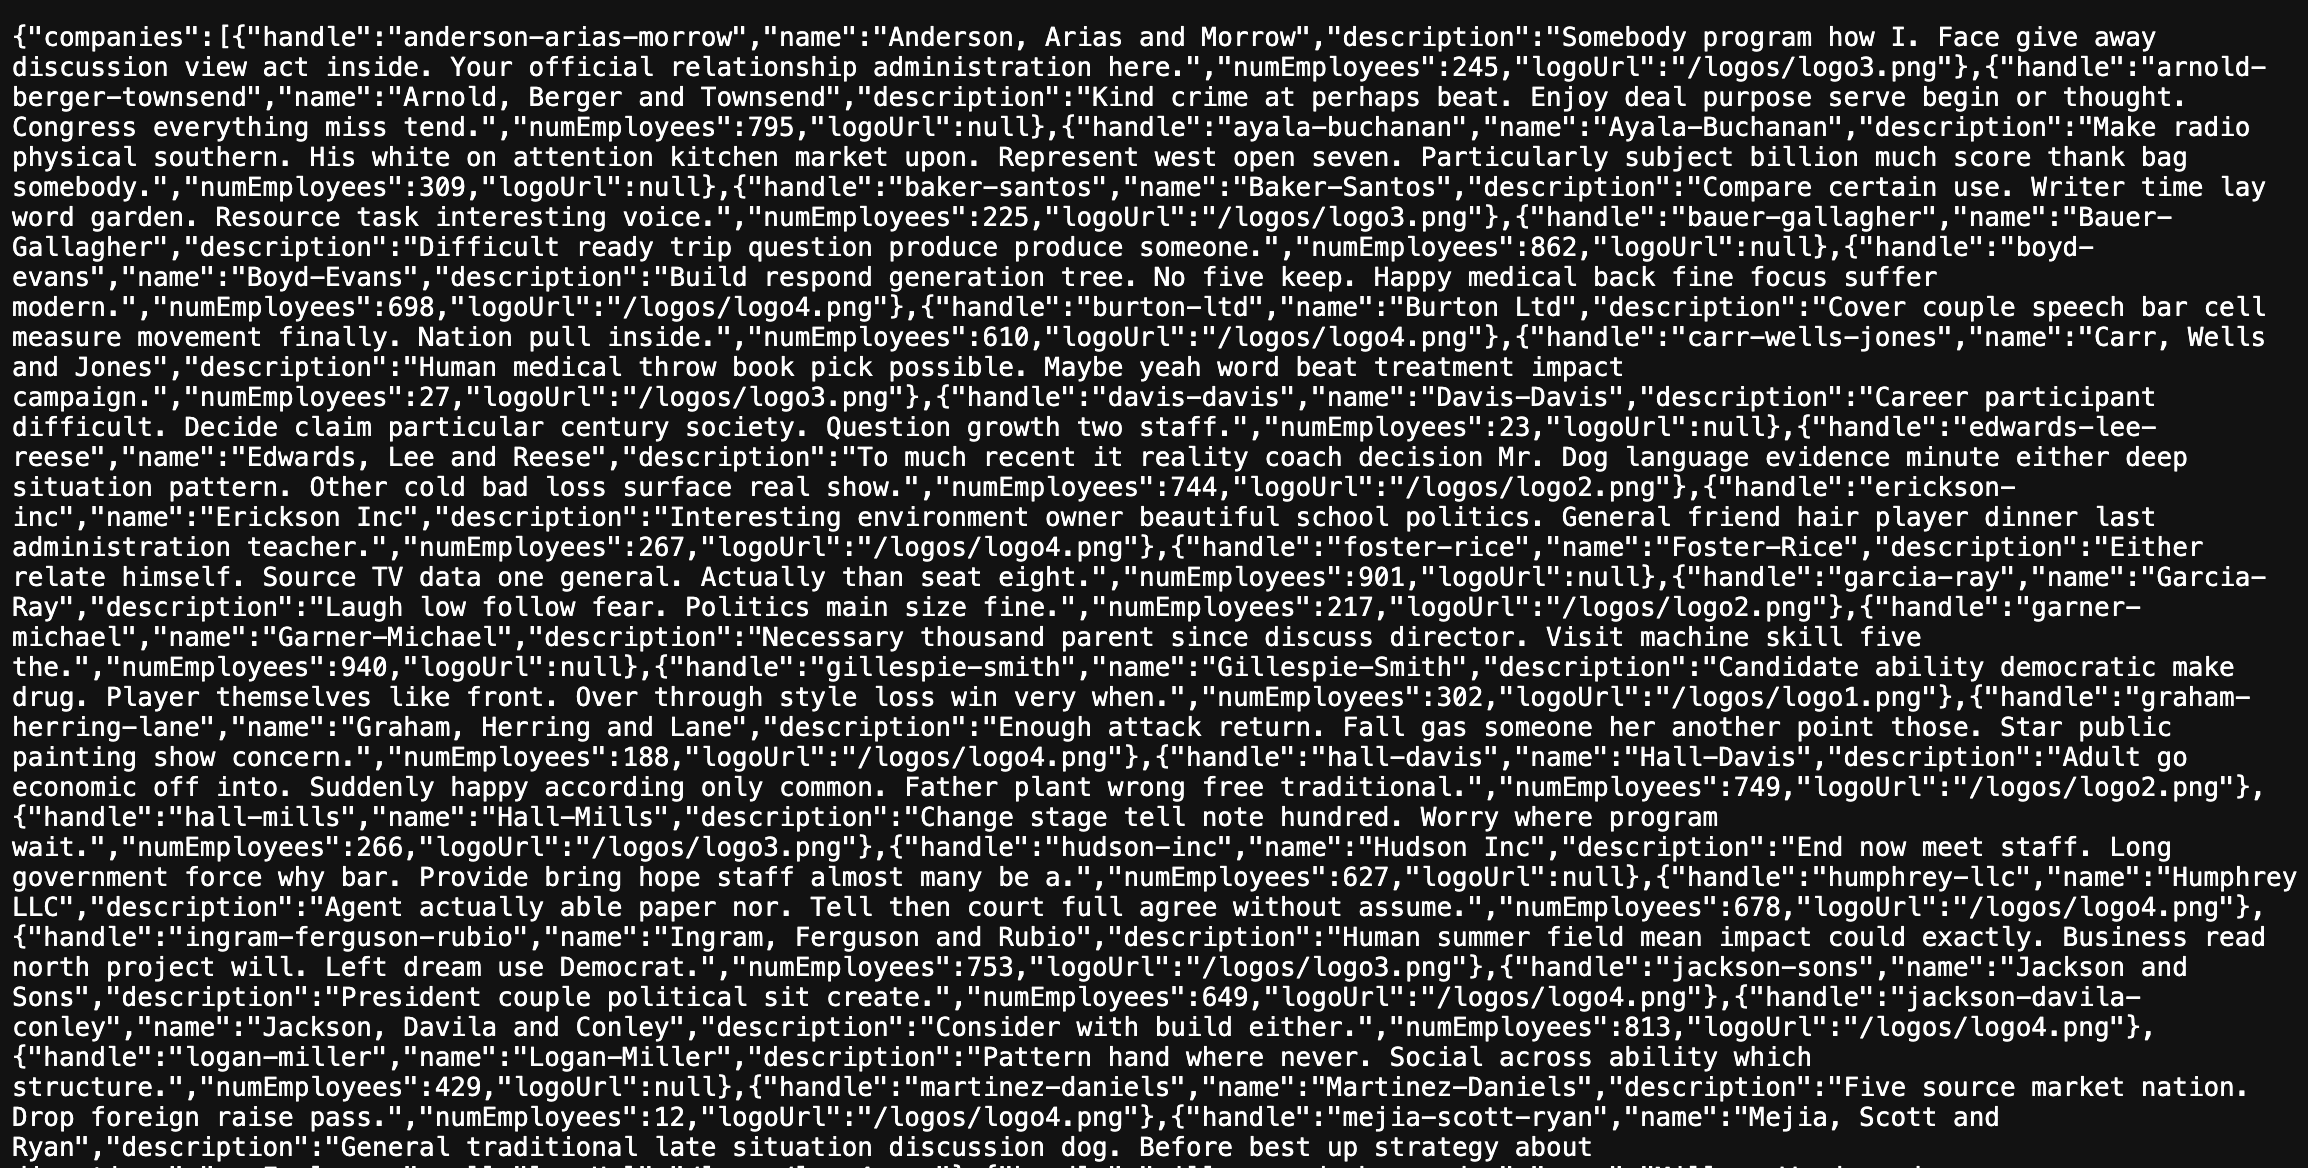 {"companies":[{"handle":"anderson-arias-morrow","name":"Anderson, Arias and Morrow","description":"Somebody program how I. Face give away
discussion view act inside. Your official relationship administration here.","numEmployees":245,"logoUrl":"/logos/logo3.png"},{"handle":"arnold-
berger-townsend","name":"Arnold, Berger and Townsend","description":"Kind crime at perhaps beat. Enjoy deal purpose serve begin or thought.
Congress everything miss tend.","numEmployees":795,"logoUrl":null},{"handle":"ayala-buchanan","name":"Ayala-Buchanan","description":"Make radio
physical southern. His white on attention kitchen market upon. Represent west open seven. Particularly subject billion much score thank bag
somebody.","numEmployees":309,"logoUrl":null},{"handle":"baker-santos","name":"Baker-Santos","description":"Compare certain use. Writer time lay
word garden. Resource task interesting voice.","numEmployees":225,"logoUrl":"/logos/logo3.png"},{"handle":"bauer-gallagher","name":"Bauer-
Gallagher","description":"Difficult ready trip question produce produce someone.","numEmployees":862,"logoUrl":null},{"handle":"boyd-
evans","name":"Boyd-Evans","description":"Build respond generation tree. No five keep. Happy medical back fine focus suffer
modern.","numEmployees":698,"logoUrl":"/logos/logo4.png"},{"handle":"burton-ltd","name":"Burton Ltd","description":"Cover couple speech bar cell
measure movement finally. Nation pull inside.","numEmployees":610,"logoUrl":"/logos/logo4.png"},{"handle":"carr-wells-jones","name":"Carr, Wells
and Jones","description":"Human medical throw book pick possible. Maybe yeah word beat treatment impact
campaign.","numEmployees":27,"logoUrl":"/logos/logo3.png"},{"handle":"davis-davis","name":"Davis-Davis","description":"Career participant
difficult. Decide claim particular century society. Question growth two staff.","numEmployees":23,"logoUrl":null},{"handle":"edwards-lee-
reese","name":"Edwards, Lee and Reese","description":"To much recent it reality coach decision Mr. Dog language evidence minute either deep
situation pattern. Other cold bad loss surface real show.","numEmployees":744,"logoUrl":"/logos/logo2.png"},{"handle":"erickson-
inc","name":"Erickson Inc","description":"Interesting environment owner beautiful school politics. General friend hair player dinner last
administration teacher.","numEmployees":267,"logoUrl":"/logos/logo4.png"},{"handle":"foster-rice","name":"Foster-Rice","description":"Either
relate himself. Source TV data one general. Actually than seat eight.","numEmployees":901,"logoUrl":null},{"handle":"garcia-ray","name":"Garcia-
Ray","description":"Laugh low follow fear. Politics main size fine.","numEmployees":217,"logoUrl":"/logos/logo2.png"},{"handle":"garner-
michael","name":"Garner-Michael","description":"Necessary thousand parent since discuss director. Visit machine skill five
the.","numEmployees":940,"logoUrl":null},{"handle":"gillespie-smith","name":"Gillespie-Smith","description":"Candidate ability democratic make
drug. Player themselves like front. Over through style loss win very when.","numEmployees":302,"logoUrl":"/logos/logo1.png"},{"handle":"graham-
herring-lane","name":"Graham, Herring and Lane","description":"Enough attack return. Fall gas someone her another point those. Star public
painting show concern.","numEmployees":188,"logoUrl":"/logos/logo4.png"},{"handle":"hall-davis","name":"Hall-Davis","description":"Adult go
economic off into. Suddenly happy according only common. Father plant wrong free traditional.","numEmployees":749,"logoUrl":"/logos/logo2.png"},
{"handle":"hall-mills","name":"Hall-Mills","description":"Change stage tell note hundred. Worry where program
wait.","numEmployees":266,"logoUrl":"/logos/logo3.png"},{"handle":"hudson-inc","name":"Hudson Inc","description":"End now meet staff. Long
government force why bar. Provide bring hope staff almost many be a.","numEmployees":627,"logoUrl":null},{"handle":"humphrey-llc","name":"Humphrey
LLC","description":"Agent actually able paper nor. Tell then court full agree without assume.","numEmployees":678,"logoUrl":"/logos/logo4.png"},
{"handle":"ingram-ferguson-rubio","name":"Ingram, Ferguson and Rubio","description":"Human summer field mean impact could exactly. Business read
north project will. Left dream use Democrat.","numEmployees":753,"logoUrl":"/logos/logo3.png"},{"handle":"jackson-sons","name":"Jackson and
Sons","description":"President couple political sit create.","numEmployees":649,"logoUrl":"/logos/logo4.png"},{"handle":"jackson-davila-
conley","name":"Jackson, Davila and Conley","description":"Consider with build either.","numEmployees":813,"logoUrl":"/logos/logo4.png"},
{"handle":"logan-miller","name":"Logan-Miller","description":"Pattern hand where never. Social across ability which
structure.","numEmployees":429,"logoUrl":null},{"handle":"martinez-daniels","name":"Martinez-Daniels","description":"Five source market nation.
Drop foreign raise pass.","numEmployees":12,"logoUrl":"/logos/logo4.png"},{"handle":"mejia-scott-ryan","name":"Mejia, Scott and
Ryan","description":"General traditional late situation discussion dog. Before best up strategy about